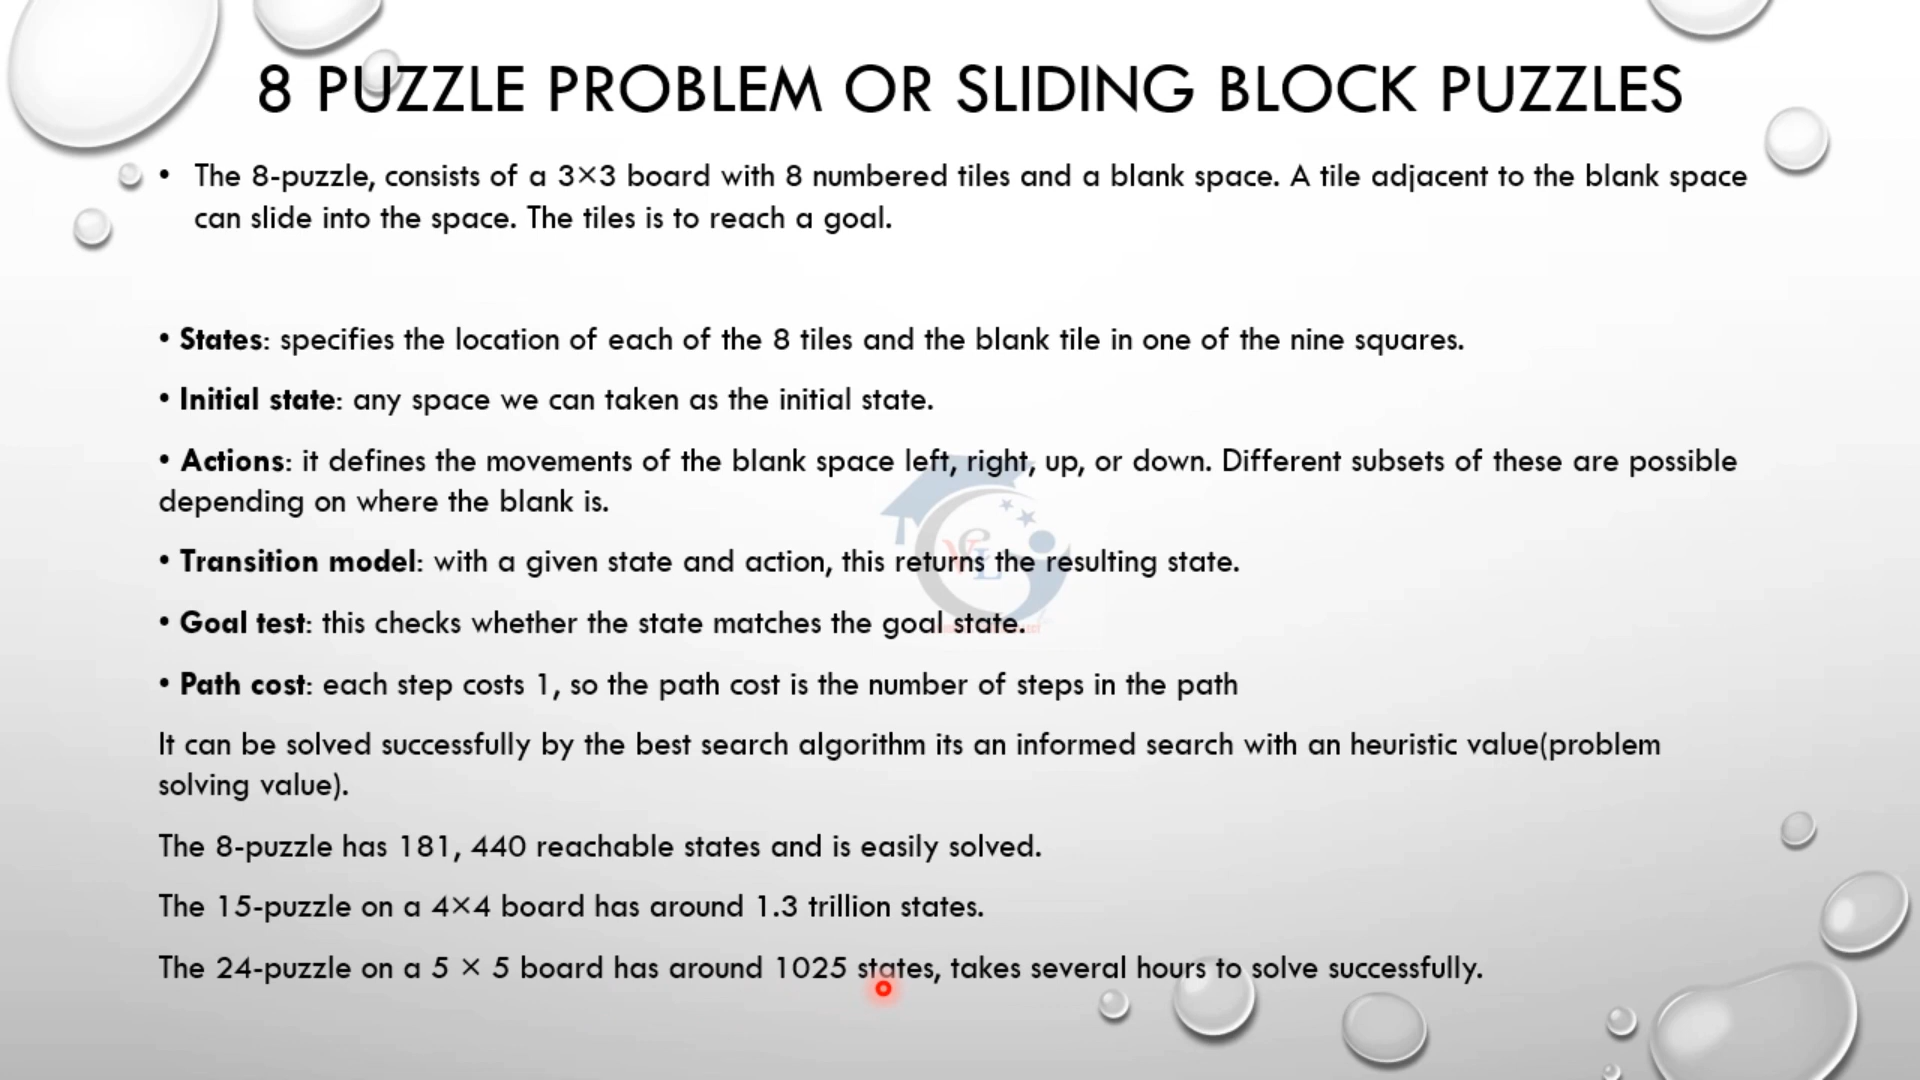 8 PUZZLE PROBLEM OR SLIDING BLOCK PUZZLES
• The 8-puzzle, consists of a 3×3 board with 8 numbered tiles and a blank space. A tile adjacent to the blank space
can slide into the space. The tiles is to reach a goal.
• States: specifies the location of each of the 8 tiles and the blank tile in one of the nine squares.
• Initial state: any space we can taken as the initial state.
• Actions: it defines the movements of the blank space left, right, up, or down. Different subsets of these are possible
depending on where the blank is.
• Transition model: with a given state and action, this returns the resulting state.
• Goal test: this checks whether the state matches the goal state.
• Path cost: each step costs 1, so the path cost is the number of steps in the path
It can be solved successfully by the best search algorithm its an informed search with an heuristic value(problem
solving value).
The 8-puzzle has 181, 440 reachable states and is easily solved.
The 15-puzzle on a 4×4 board has around 1.3 trillion states.
The 24-puzzle on a 5 × 5 board has around 1025 states, takes several hours to solve successfully.